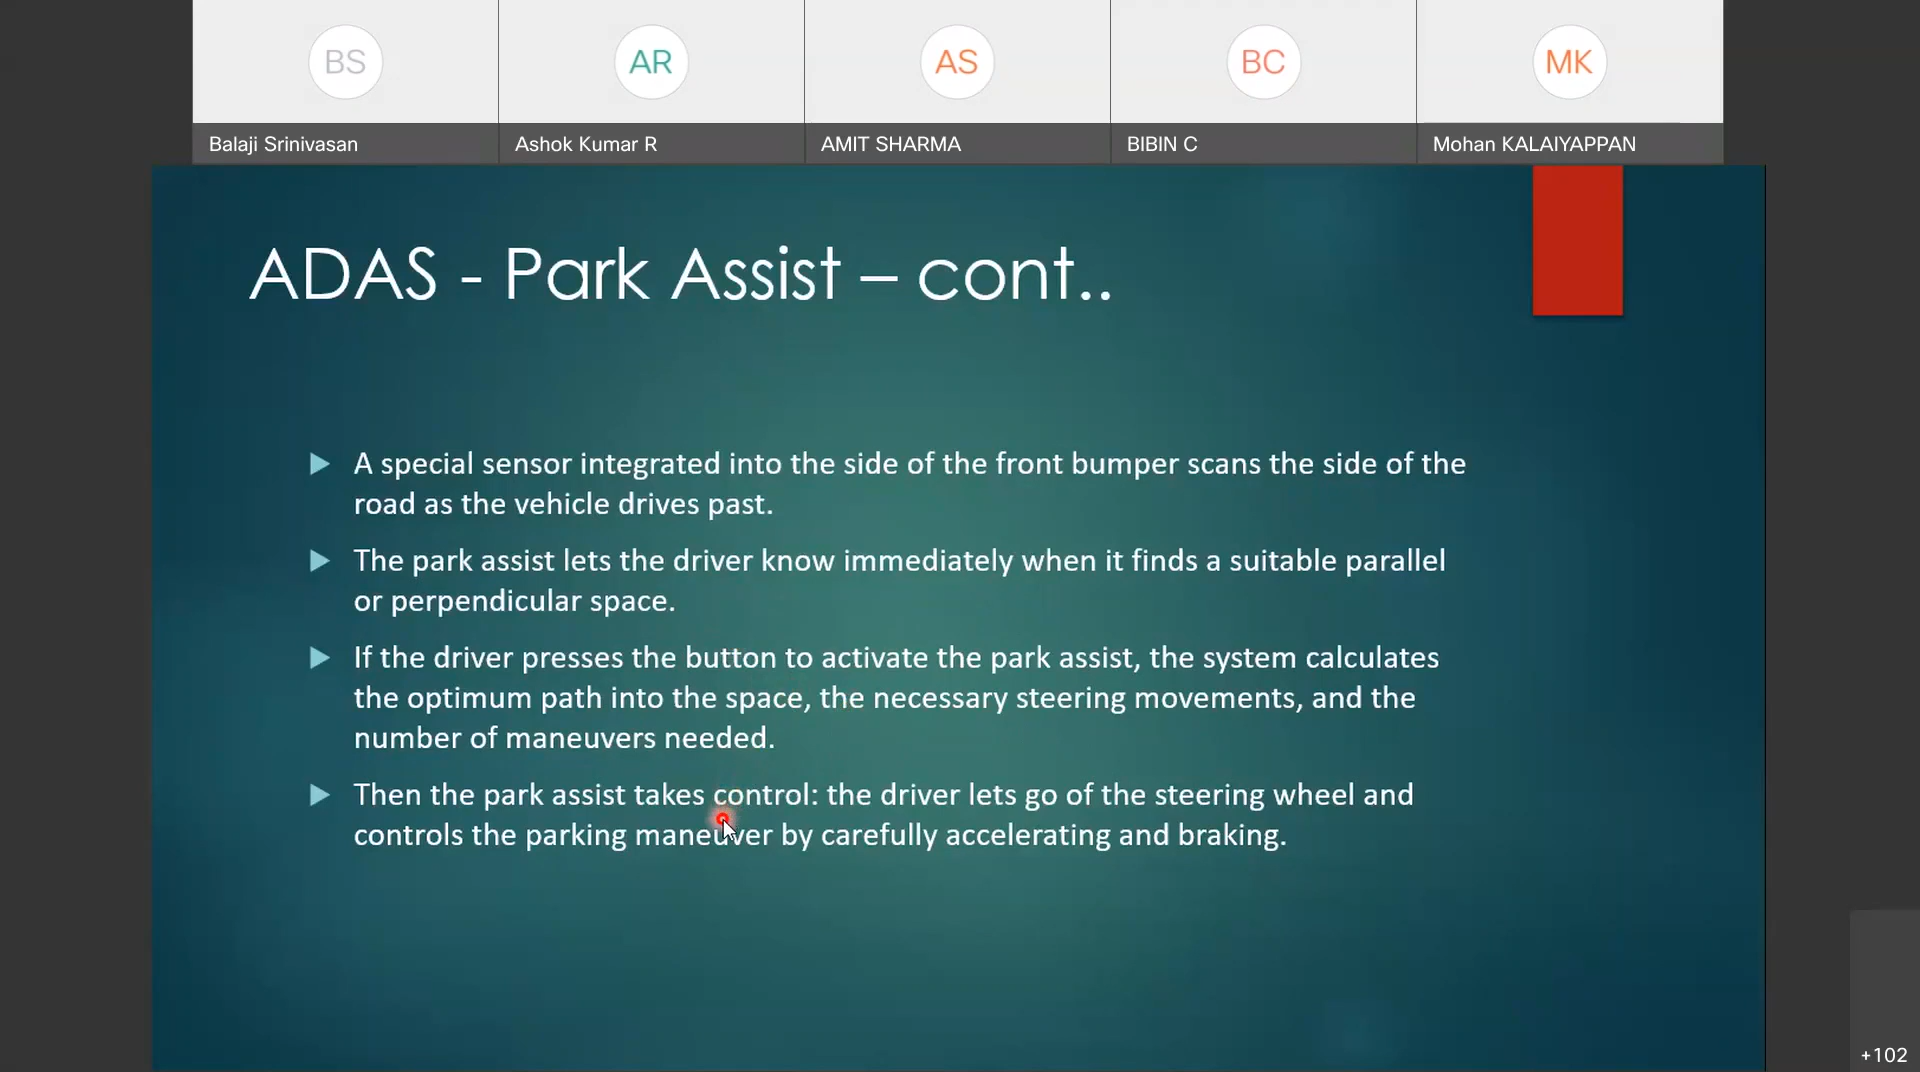 BS
AR
AS
BC
MK
Balaji Srinivasan
Ashok Kumar R
AMIT SHARMA
BIBIN C
Mohan KALAIYAPPAN
ADAS - Park Assist – cont..
A special sensor integrated into the side of the front bumper scans the side of the
road as the vehicle drives past.
The park assist lets the driver know immediately when it finds a suitable parallel
or perpendicular space.
If the driver presses the button to activate the park assist, the system calculates
the optimum path into the space, the necessary steering movements, and the
number of maneuvers needed.
Then the park assist takes control: the driver lets go of the steering wheel and
controls the parking maneuver by carefully accelerating and braking.
+102